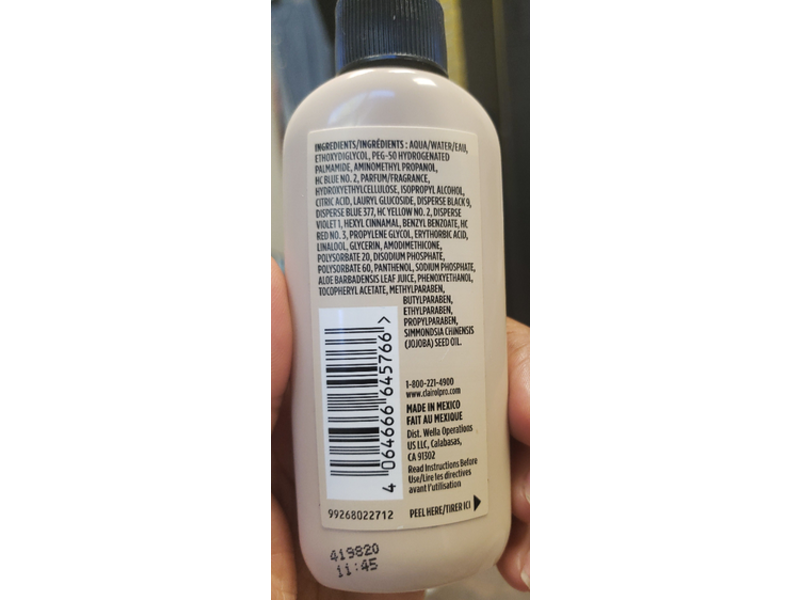 INGREDIENTS/INGRÉDIENTS : AQUA/WATER/EAU,
ETHOXYDIGLYCOL, PEG-50 HYDROGENATED
PALMAMIDE, AMINOMETHYL PROPANOL,
HC BLUE NO. 2, PARFUM/FRAGRANCE,
HYDROXYETHYLCELLULOSE, ISOPROPYL ALCOHOL,
CITRIC ACID, LAURYL GLUCOSIDE, DISPERSE BLACK 9,
DISPERSE BLUE 377, HC YELLOW NO. 2, DISPERSE
VIOLET 1, HEXYL CINNAMAL, BENZYL BENZOATE, HC
RED NO. 3, PROPYLENE GLYCOL, ERYTHORBIC ACID,
LINALOOL, GLYCERIN, AMODIMETHICONE,
POLYSORBATE 20, DISODIUM PHOSPHATE,
POLYSORBATE 60, PANTHENOL, SODIUM PHOSPHATE,
ALOE BARBADENSIS LEAF JUICE, PHENOXYETHANOL,
TOCOPHERYL ACETATE, METHYLPARABEN,
BUTYLPARABEN,
ETHYLPARABEN,
PROPYLPARABEN,
SIMMONDSIA CHINENSIS
(JOJOBA) SEED OIL.
4 064666 645766 >
1-800-221-4900
www.clairolpro.com
MADE IN MEXICO
FAIT AU MEXIQUE
Dist. Wella Operations
US LLC, Calabasas,
CA 91302
Read Instructions Before
Use/Lire les directives
avant l'utilisation
99268022712
PEEL HERE/TIRER ICI
419820
11:45